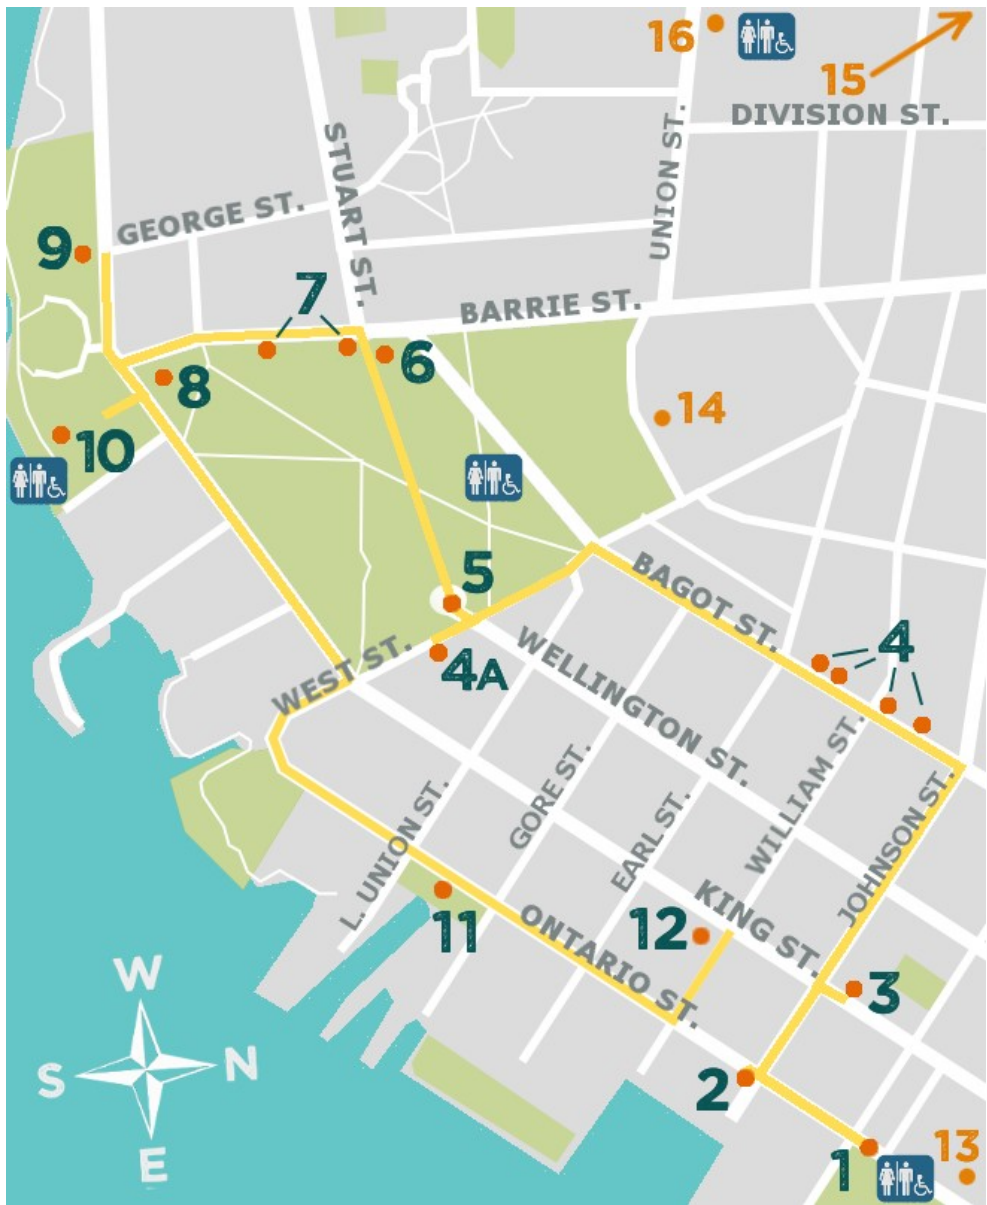 16
15
DIVISION ST.
STUART ST.
UNION ST.
GEORGE ST.
9
7
BARRIE ST.
6
8
14
10
5
BAGOT ST.
4
WEST ST.
4A
WELLINGTON ST.
WILLIAM ST.
GORE ST.
L. UNION ST.
EARL ST.
JOHNSON ST.
11
12
KING ST.
ONTARIO ST.
3
W
S
N
E
2
1
13